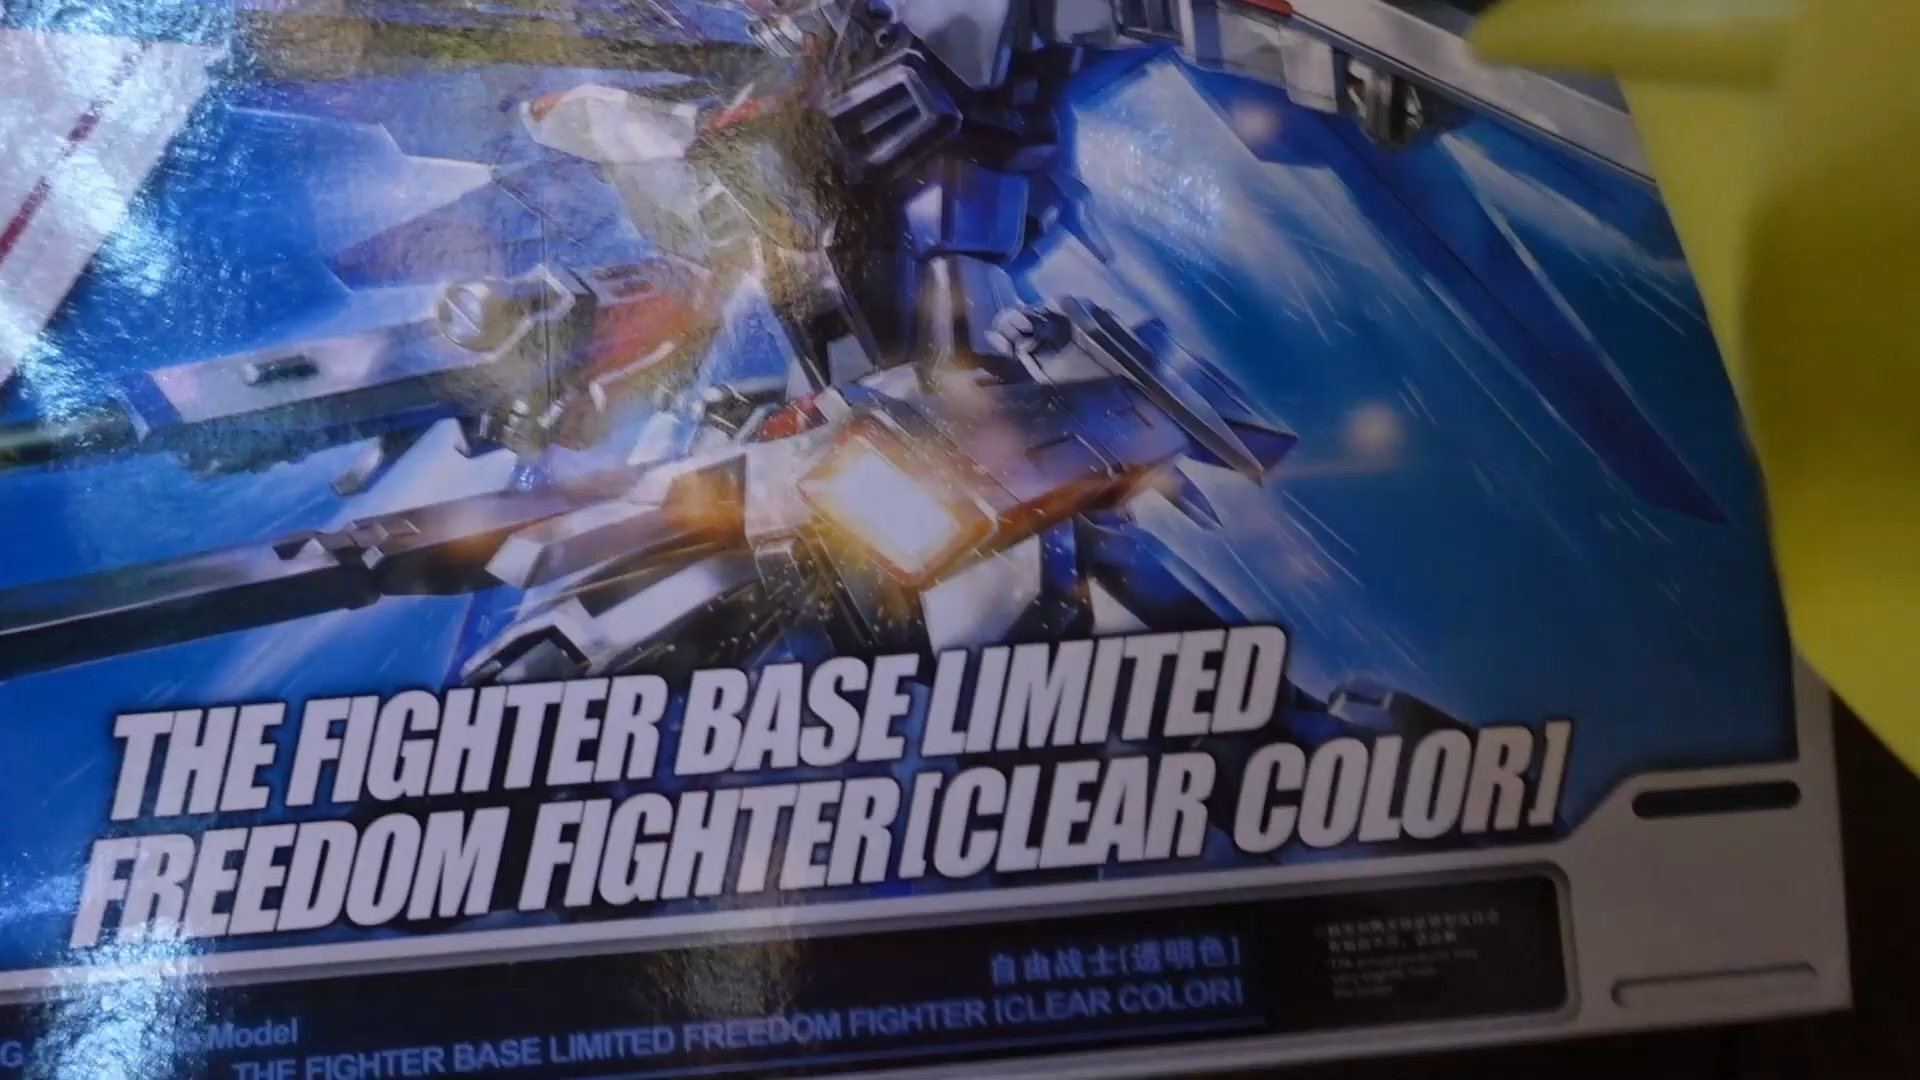 THE FIGHTER BASE LIMITED
FREEDOM FIGHTER [CLEAR COLOR]
自由战士[透明色]
G Model
THE FIGHTER BASE LIMITED FREEDOM FIGHTER [CLEAR COLOR]